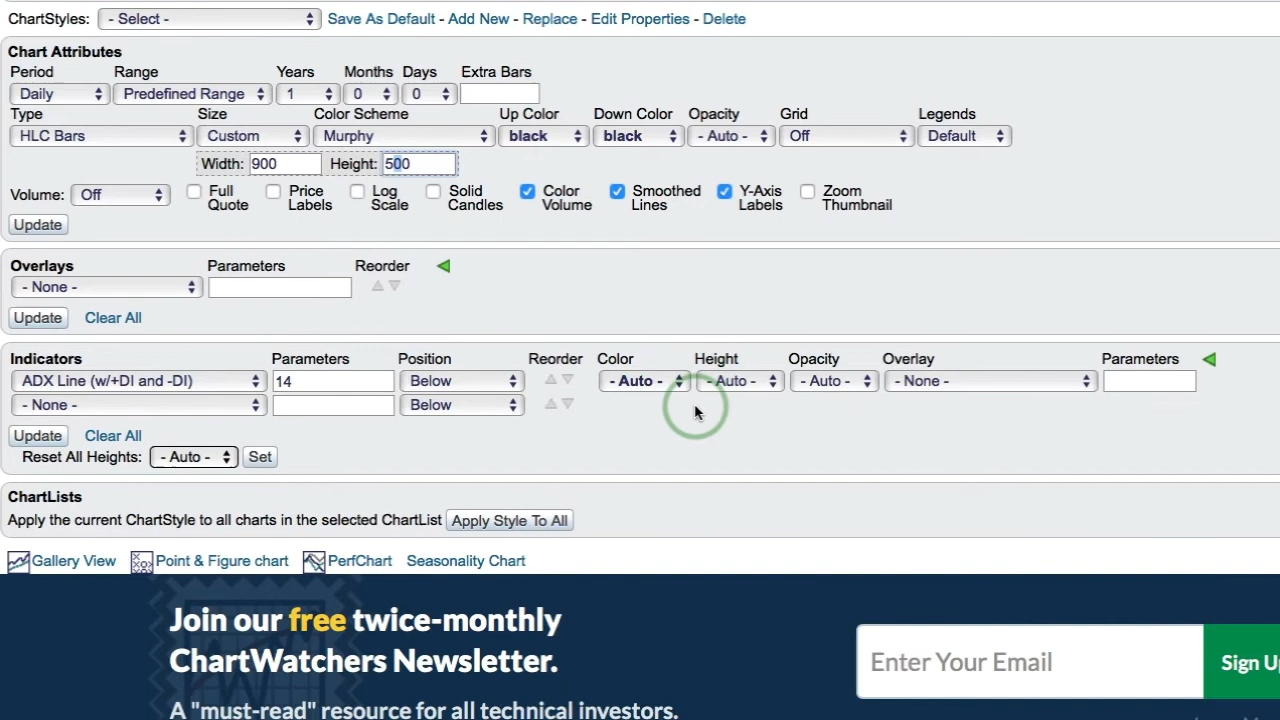 ChartStyles: - Select - Save As Default - Add New - Replace - Edit Properties - Delete
Chart Attributes
Period Range Years Months Days Extra Bars
Daily Predefined Range 1 0 0
Type Size Color Scheme Up Color Down Color Opacity Grid Legends
HLC Bars Custom Murphy black black - Auto - Off Default
Width: 900 Height: 500
Volume: Off Full Quote Price Labels Log Scale Solid Candles Color Volume Smoothed Lines Y-Axis Labels Zoom Thumbnail
Update
Overlays Parameters Reorder
- None -
Update Clear All
Indicators Parameters Position Reorder Color Height Opacity Overlay Parameters
ADX Line (w/+DI and -DI) 14 Below - Auto - - Auto - - Auto - - None -
- None - Below
Update Clear All
Reset All Heights: - Auto - Set
ChartLists
Apply the current ChartStyle to all charts in the selected ChartList Apply Style To All
Gallery View Point & Figure chart PerfChart Seasonality Chart
Join our free twice-monthly
ChartWatchers Newsletter.
Enter Your Email Sign U
A "must-read" resource for all technical investors.